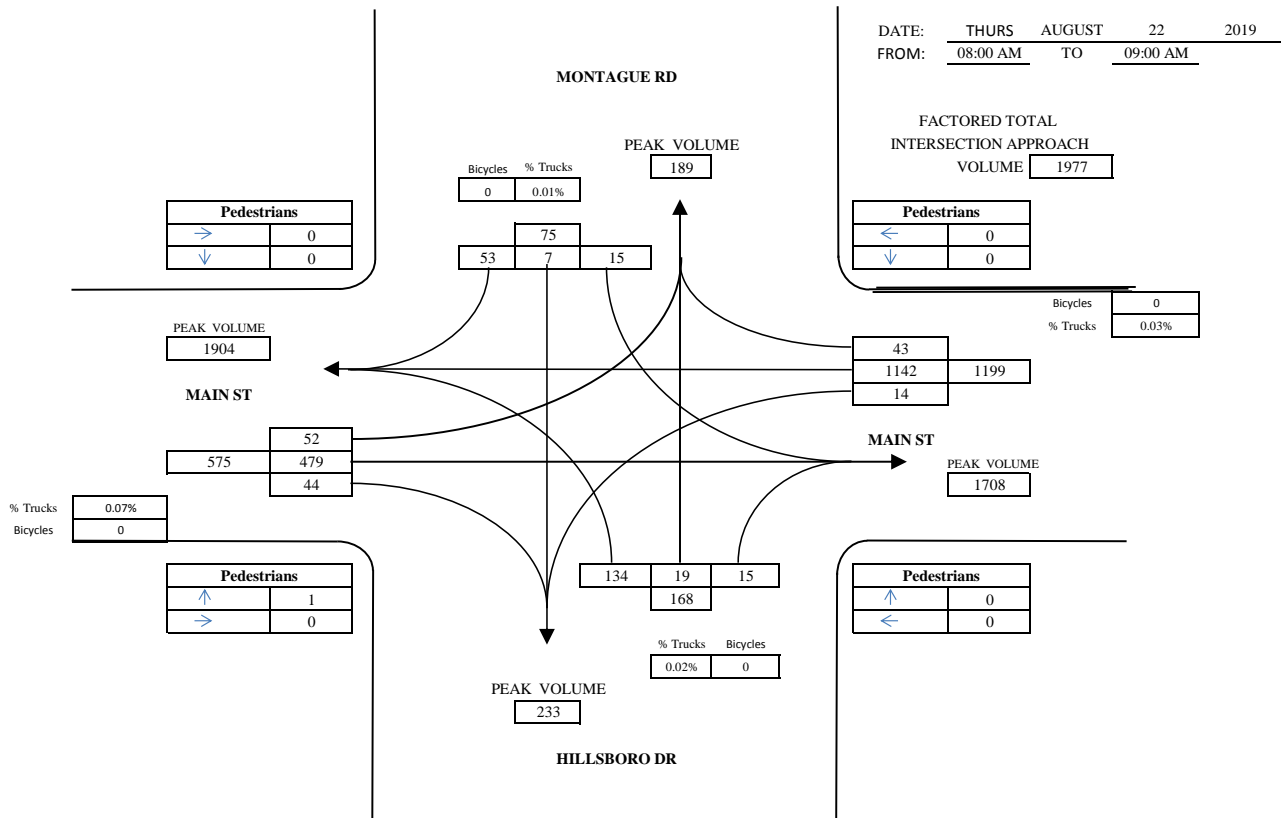 DATE: THURS AUGUST 22 2019
FROM: 08:00 AM TO 09:00 AM
MONTAGUE RD
FACTORED TOTAL
INTERSECTION APPROACH
VOLUME 1977
PEAK VOLUME
189
Bicycles % Trucks
0 0.01%
Pedestrians
→ 0
↓ 0
75
53 7 15
Pedestrians
← 0
↓ 0
Bicycles 0
% Trucks 0.03%
PEAK VOLUME
1904
MAIN ST
43
1142 1199
14
52
575 479
44
MAIN ST
PEAK VOLUME
1708
% Trucks 0.07%
Bicycles 0
Pedestrians
↑ 1
→ 0
134 19 15
168
Pedestrians
↑ 0
← 0
% Trucks Bicycles
0.02% 0
PEAK VOLUME
233
HILLSBORO DR